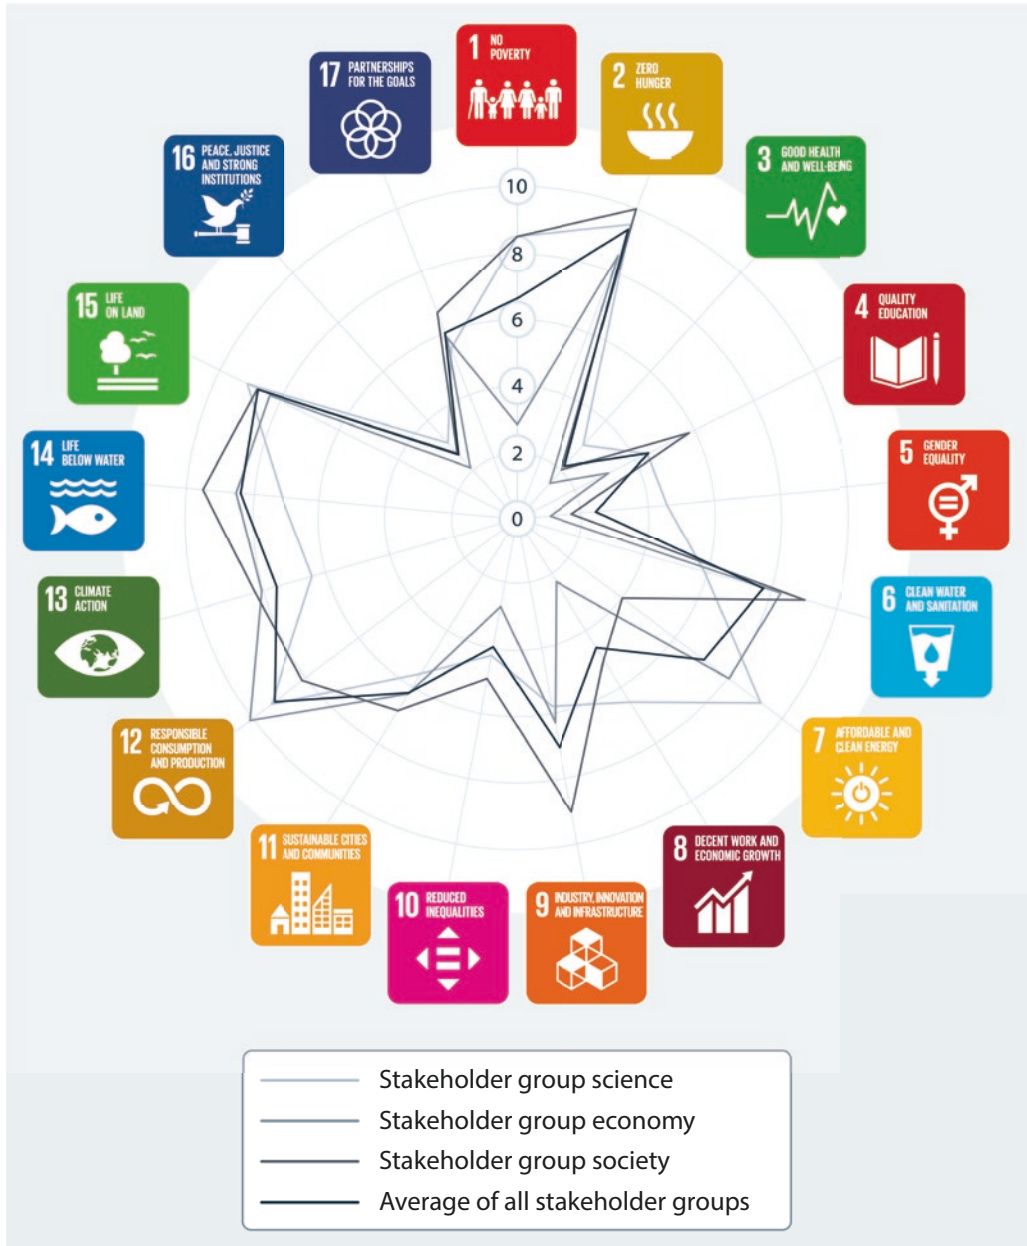 1 NO
POVERTY
2 ZERO
HUNGER
3 GOOD HEALTH
AND WELL-BEING
4 QUALITY
EDUCATION
5 GENDER
EQUALITY
6 CLEAN WATER
AND SANITATION
7 AFFORDABLE AND
CLEAN ENERGY
8 DECENT WORK AND
ECONOMIC GROWTH
9 INDUSTRY, INNOVATION
AND INFRASTRUCTURE
10 REDUCED
INEQUALITIES
11 SUSTAINABLE CITIES
AND COMMUNITIES
12 RESPONSIBLE
CONSUMPTION
AND PRODUCTION
13 CLIMATE
ACTION
14 LIFE
BELOW WATER
15 LIFE
ON LAND
16 PEACE, JUSTICE
AND STRONG
INSTITUTIONS
17 PARTNERSHIPS
FOR THE GOALS
10
8
6
4
2
0
Stakeholder group science
Stakeholder group economy
Stakeholder group society
Average of all stakeholder groups